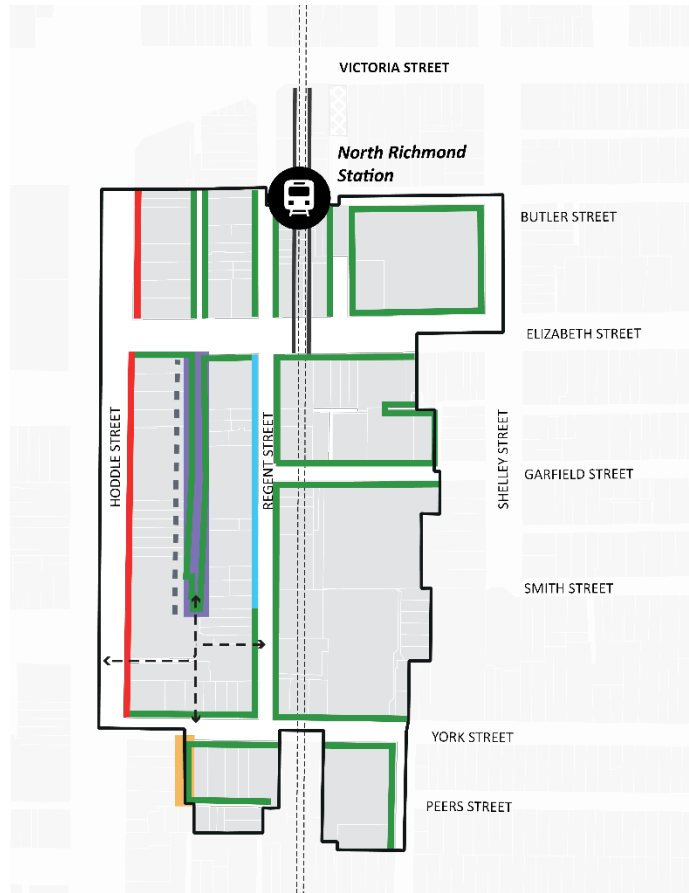 VICTORIA STREET
North Richmond
Station
BUTLER STREET
ELIZABETH STREET
HODDLE STREET
REGENT STREET
SHELLEY STREET
GARFIELD STREET
SMITH STREET
YORK STREET
PEERS STREET